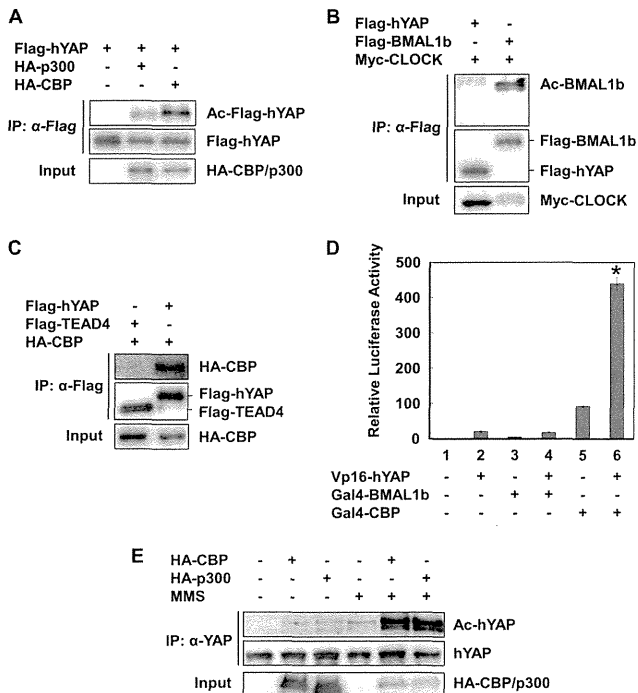 A
Flag-hYAP + + +
HA-p300 - + -
HA-CBP - - +
IP: α-Flag
Ac-Flag-hYAP
Flag-hYAP
Input
HA-CBP/p300
B
Flag-hYAP + -
Flag-BMAL1b - +
Myc-CLOCK + +
IP: α-Flag
Ac-BMAL1b
Flag-BMAL1b
Flag-hYAP
Input
Myc-CLOCK
C
Flag-hYAP - +
Flag-TEAD4 + -
HA-CBP + +
IP: α-Flag
HA-CBP
Flag-hYAP
Flag-TEAD4
Input
HA-CBP
D
Relative Luciferase Activity
500
400
300
200
100
0
*
1 2 3 4 5 6
Vp16-hYAP - + - + - +
Gal4-BMAL1b - - + + - -
Gal4-CBP - - - - + +
E
HA-CBP - + - - + -
HA-p300 - - + - - +
MMS - - - + + +
IP: α-YAP
Ac-hYAP
hYAP
Input
HA-CBP/p300